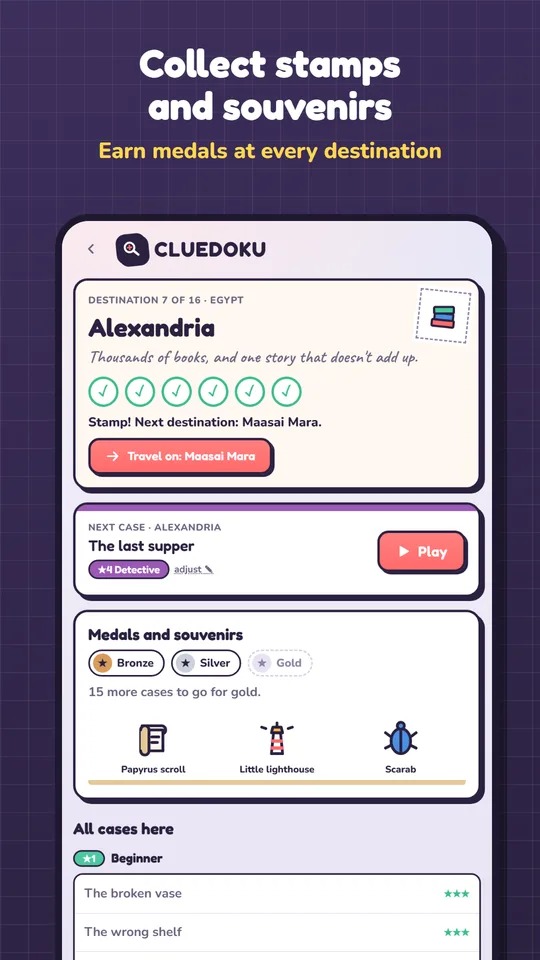 Collect stamps
and souvenirs
Earn medals at every destination
CLUEDOKU
DESTINATION 7 OF 16 · EGYPT
Alexandria
Thousands of books, and one story that doesn't add up.
Stamp! Next destination: Maasai Mara.
→ Travel on: Maasai Mara
NEXT CASE · ALEXANDRIA
The last supper
★4 Detective adjust ✎
Play
Medals and souvenirs
Bronze Silver Gold
15 more cases to go for gold.
Papyrus scroll Little lighthouse Scarab
All cases here
★1 Beginner
The broken vase ★★★
The wrong shelf ★★★